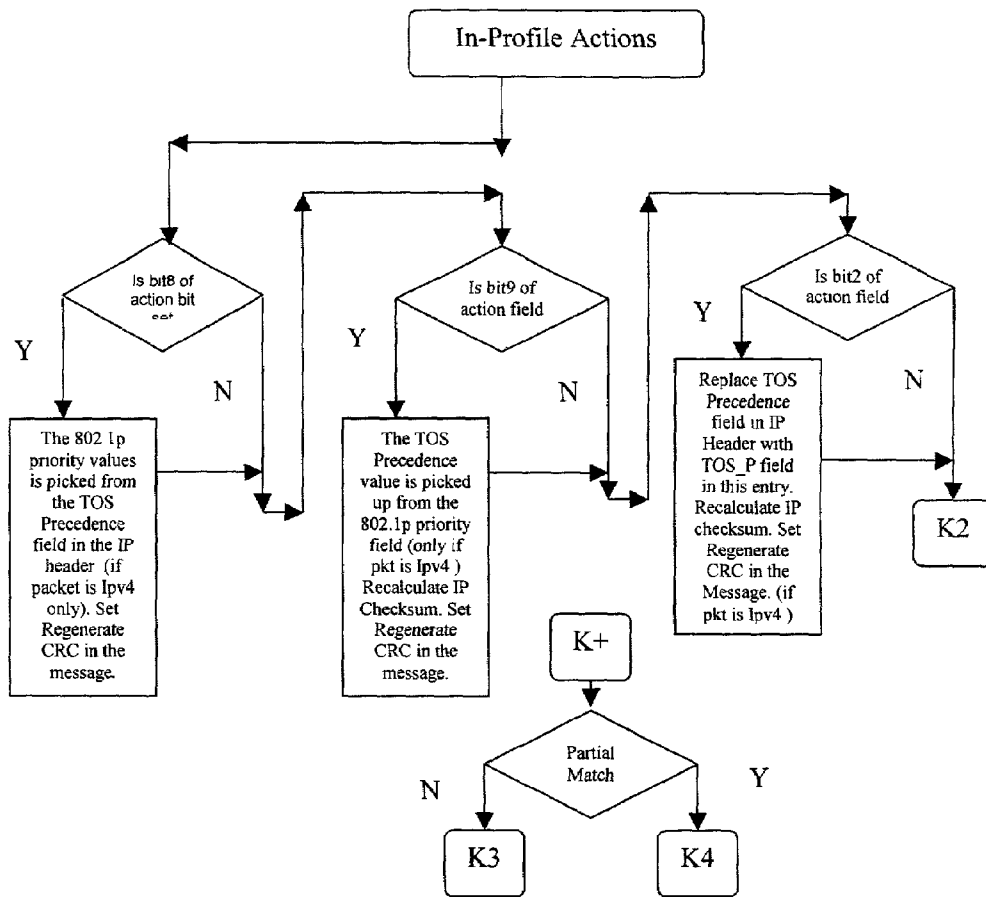 In-Profile Actions
Is bit8 of
action bit
Y
N
The 802.1p
priority values
is picked from
the TOS
Precedence
field in the IP
header (if
packet is Ipv4
only). Set
Regenerate
CRC in the
message.
Is bit9 of
action field
Y
N
The TOS
Precedence
value is picked
up from the
802.1p priority
field (only if
pkt is Ipv4 )
Recalculate IP
Checksum. Set
Regenerate
CRC in the
message.
Is bit2 of
action field
Y
N
Replace TOS
Precedence
field in IP
Header with
TOS_P field
in this entry.
Recalculate IP
checksum. Set
Regenerate
CRC in the
Message. (if
pkt is Ipv4 )
K2
K+
Partial
Match
N
Y
K3
K4